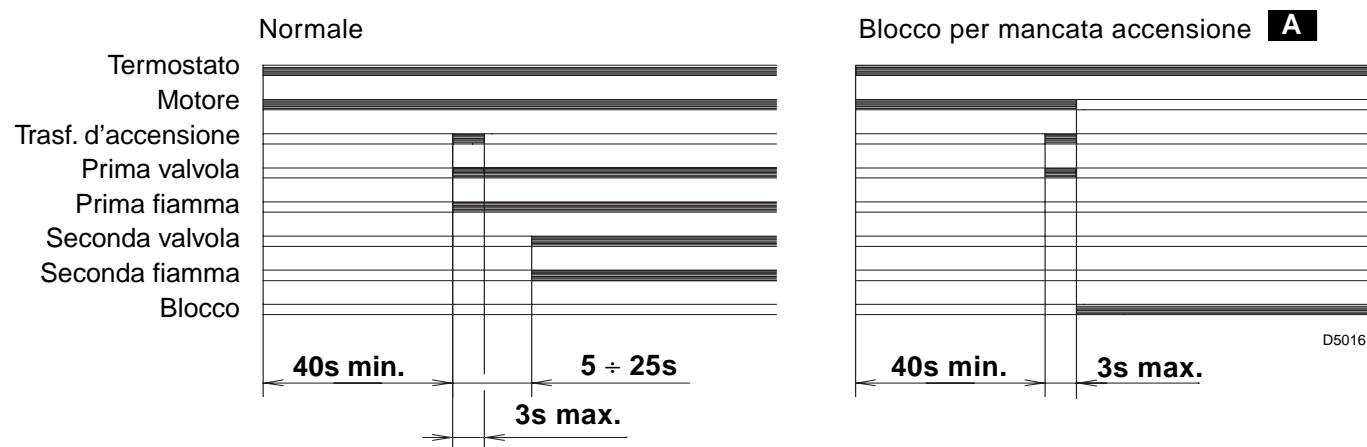 Normale
Termostato
Motore
Trasf. d’accensione
Prima valvola
Prima fiamma
Seconda valvola
Seconda fiamma
Blocco
40s min.
5 ÷ 25s
3s max.
Blocco per mancata accensione A
D5016
40s min.
3s max.